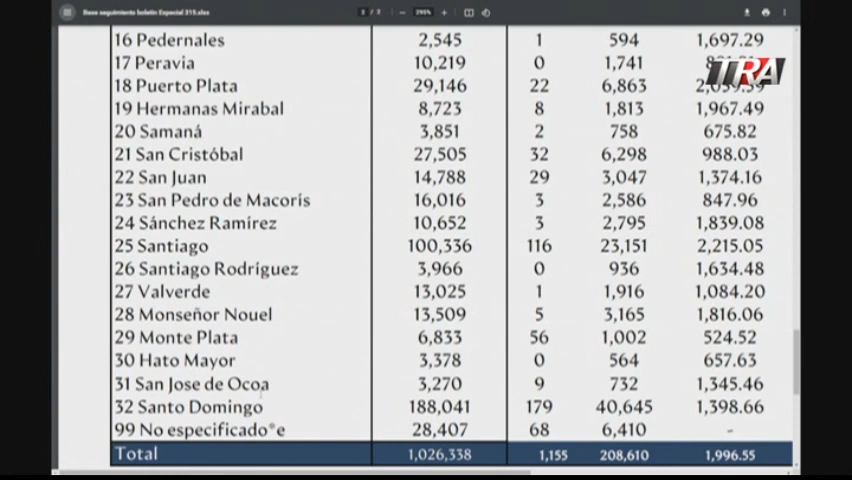 Base seguimiento boletin Especial 315.xlsx
3 / 3
TRA
16 Pedernales 2,545 1 594 1,697.29
17 Peravia 10,219 0 1,741
18 Puerto Plata 29,146 22 6,863
19 Hermanas Mirabal 8,723 8 1,813 1,967.49
20 Samaná 3,851 2 758 675.82
21 San Cristóbal 27,505 32 6,298 988.03
22 San Juan 14,788 29 3,047 1,374.16
23 San Pedro de Macorís 16,016 3 2,586 847.96
24 Sánchez Ramírez 10,652 3 2,795 1,839.08
25 Santiago 100,336 116 23,151 2,215.05
26 Santiago Rodríguez 3,966 0 936 1,634.48
27 Valverde 13,025 1 1,916 1,084.20
28 Monseñor Nouel 13,509 5 3,165 1,816.06
29 Monte Plata 6,833 56 1,002 524.52
30 Hato Mayor 3,378 0 564 657.63
31 San Jose de Ocoa 3,270 9 732 1,345.46
32 Santo Domingo 188,041 179 40,645 1,398.66
99 No especificado*e 28,407 68 6,410 -
Total 1,026,338 1,155 208,610 1,996.55